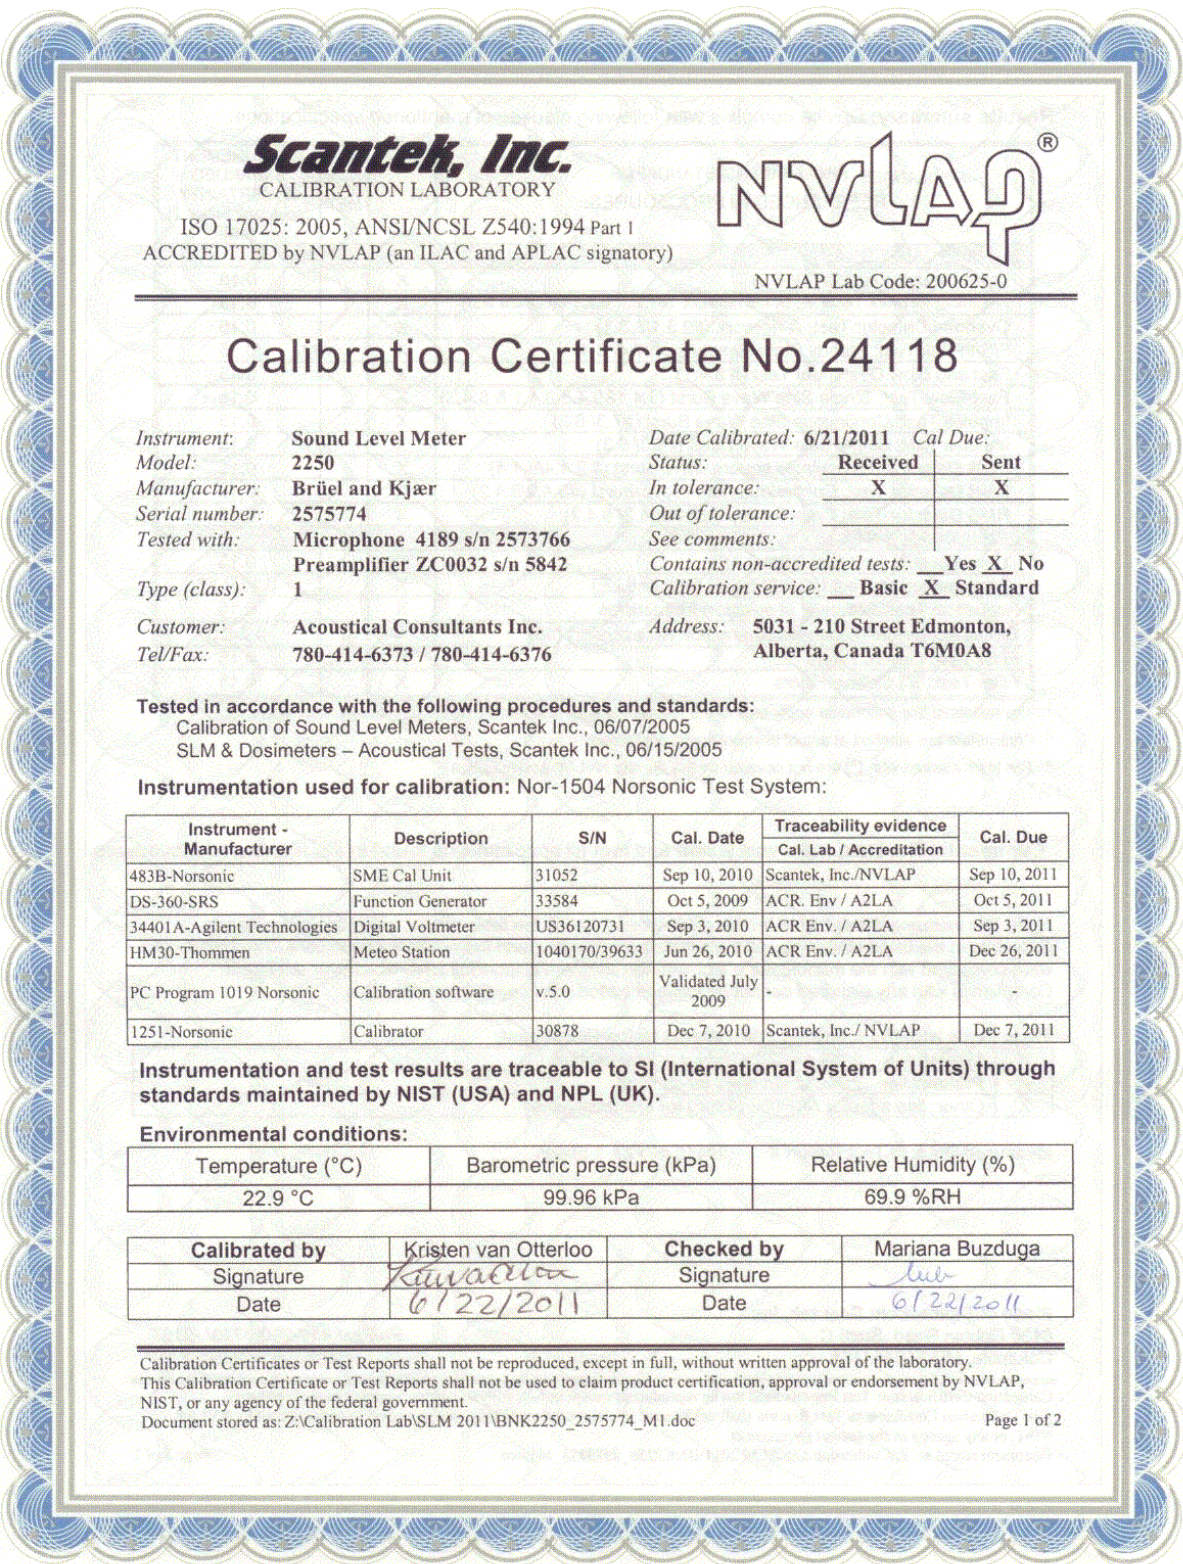 Scantek, Inc.
CALIBRATION LABORATORY
ISO 17025: 2005, ANSI/NCSL Z540:1994 Part 1
ACCREDITED by NVLAP (an ILAC and APLAC signatory)
NVLAP ®
NVLAP Lab Code: 200625-0
Calibration Certificate No.24118
Instrument: Sound Level Meter
Model: 2250
Manufacturer: Brüel and Kjær
Serial number: 2575774
Tested with: Microphone 4189 s/n 2573766
Preamplifier ZC0032 s/n 5842
Type (class): 1
Customer: Acoustical Consultants Inc.
Tel/Fax: 780-414-6373 / 780-414-6376
Date Calibrated: 6/21/2011 Cal Due:
Status: Received Sent
In tolerance: X X
Out of tolerance:
See comments:
Contains non-accredited tests: __Yes X No
Calibration service: __ Basic X Standard
Address: 5031 - 210 Street Edmonton,
Alberta, Canada T6M0A8
Tested in accordance with the following procedures and standards:
Calibration of Sound Level Meters, Scantek Inc., 06/07/2005
SLM & Dosimeters – Acoustical Tests, Scantek Inc., 06/15/2005
Instrumentation used for calibration: Nor-1504 Norsonic Test System:
Instrument - Manufacturer Description S/N Cal. Date Traceability evidence Cal. Lab / Accreditation Cal. Due
483B-Norsonic SME Cal Unit 31052 Sep 10, 2010 Scantek, Inc./NVLAP Sep 10, 2011
DS-360-SRS Function Generator 33584 Oct 5, 2009 ACR. Env / A2LA Oct 5, 2011
34401A-Agilent Technologies Digital Voltmeter US36120731 Sep 3, 2010 ACR Env. / A2LA Sep 3, 2011
HM30-Thommen Meteo Station 1040170/39633 Jun 26, 2010 ACR Env. / A2LA Dec 26, 2011
PC Program 1019 Norsonic Calibration software v.5.0 Validated July 2009 - -
1251-Norsonic Calibrator 30878 Dec 7, 2010 Scantek, Inc./ NVLAP Dec 7, 2011
Instrumentation and test results are traceable to SI (International System of Units) through
standards maintained by NIST (USA) and NPL (UK).
Environmental conditions:
Temperature (°C) Barometric pressure (kPa) Relative Humidity (%)
22.9 °C 99.96 kPa 69.9 %RH
Calibrated by Kristen van Otterloo Checked by Mariana Buzduga
Signature Signature
Date 6/22/2011 Date 6/22/2011
Calibration Certificates or Test Reports shall not be reproduced, except in full, without written approval of the laboratory.
This Calibration Certificate or Test Reports shall not be used to claim product certification, approval or endorsement by NVLAP,
NIST, or any agency of the federal government.
Document stored as: Z:\Calibration Lab\SLM 2011\BNK2250_2575774_M1.doc Page 1 of 2